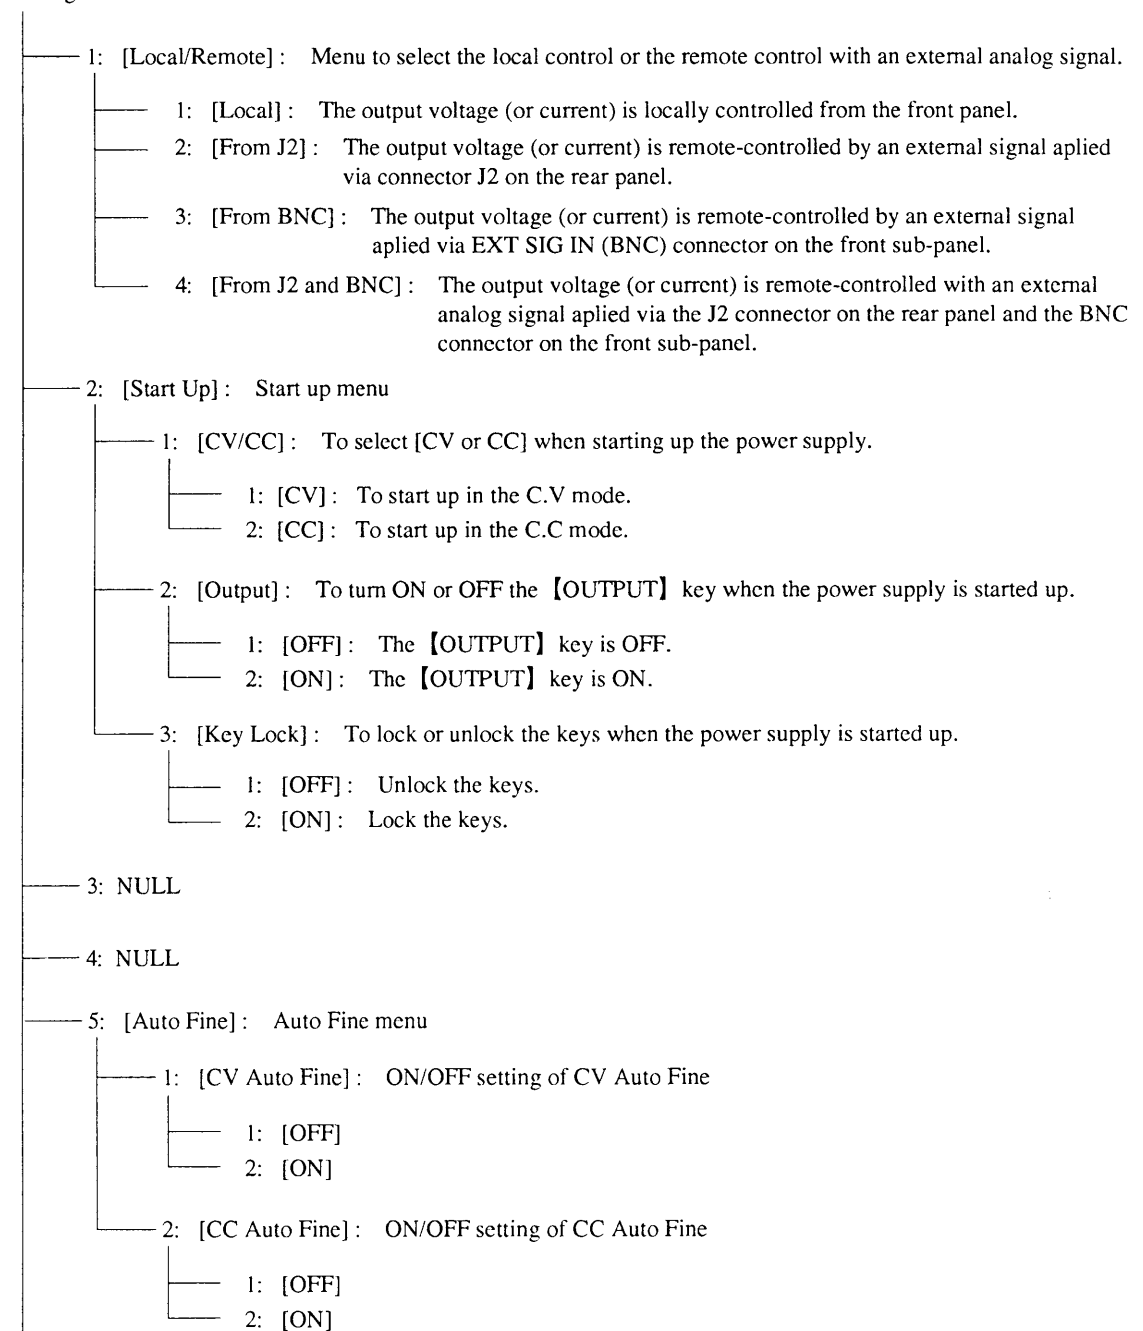 1: [Local/Remote] : Menu to select the local control or the remote control with an external analog signal.
1: [Local] : The output voltage (or current) is locally controlled from the front panel.
2: [From J2] : The output voltage (or current) is remote-controlled by an external signal aplied
via connector J2 on the rear panel.
3: [From BNC] : The output voltage (or current) is remote-controlled by an external signal
aplied via EXT SIG IN (BNC) connector on the front sub-panel.
4: [From J2 and BNC] : The output voltage (or current) is remote-controlled with an external
analog signal aplied via the J2 connector on the rear panel and the BNC
connector on the front sub-panel.
2: [Start Up] : Start up menu
1: [CV/CC] : To select [CV or CC] when starting up the power supply.
1: [CV] : To start up in the C.V mode.
2: [CC] : To start up in the C.C mode.
2: [Output] : To turn ON or OFF the 【OUTPUT】 key when the power supply is started up.
1: [OFF] : The 【OUTPUT】 key is OFF.
2: [ON] : The 【OUTPUT】 key is ON.
3: [Key Lock] : To lock or unlock the keys when the power supply is started up.
1: [OFF] : Unlock the keys.
2: [ON] : Lock the keys.
3: NULL
4: NULL
5: [Auto Fine] : Auto Fine menu
1: [CV Auto Fine] : ON/OFF setting of CV Auto Fine
1: [OFF]
2: [ON]
2: [CC Auto Fine] : ON/OFF setting of CC Auto Fine
1: [OFF]
2: [ON]